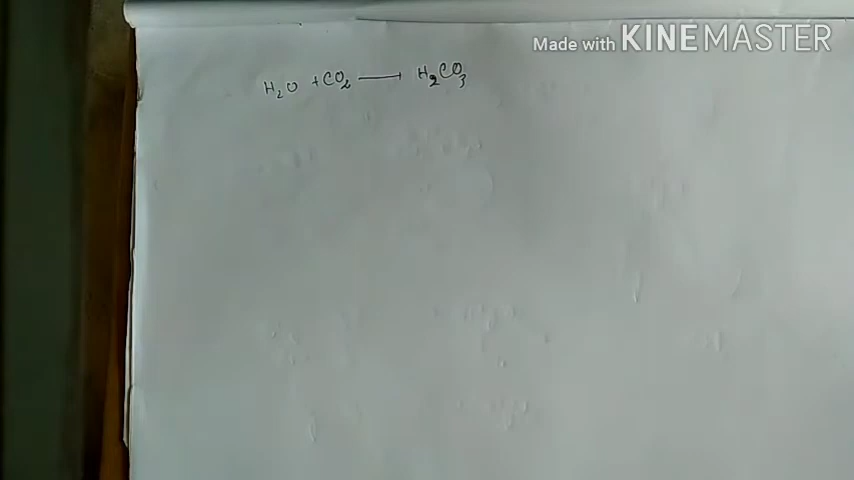 Made with KINEMASTER
H₂O + CO₂ → H₂CO₃